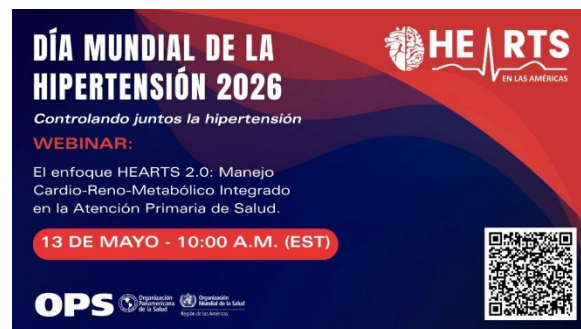 DÍA MUNDIAL DE LA
HIPERTENSIÓN 2026
Controlando juntos la hipertensión
WEBINAR:
El enfoque HEARTS 2.0: Manejo
Cardio-Reno-Metabólico Integrado
en la Atención Primaria de Salud.
13 DE MAYO - 10:00 A.M. (EST)
HEARTS
EN LAS AMÉRICAS
OPS
Organización
Panamericana
de la Salud
Organización
Mundial de la Salud
Región de las Américas